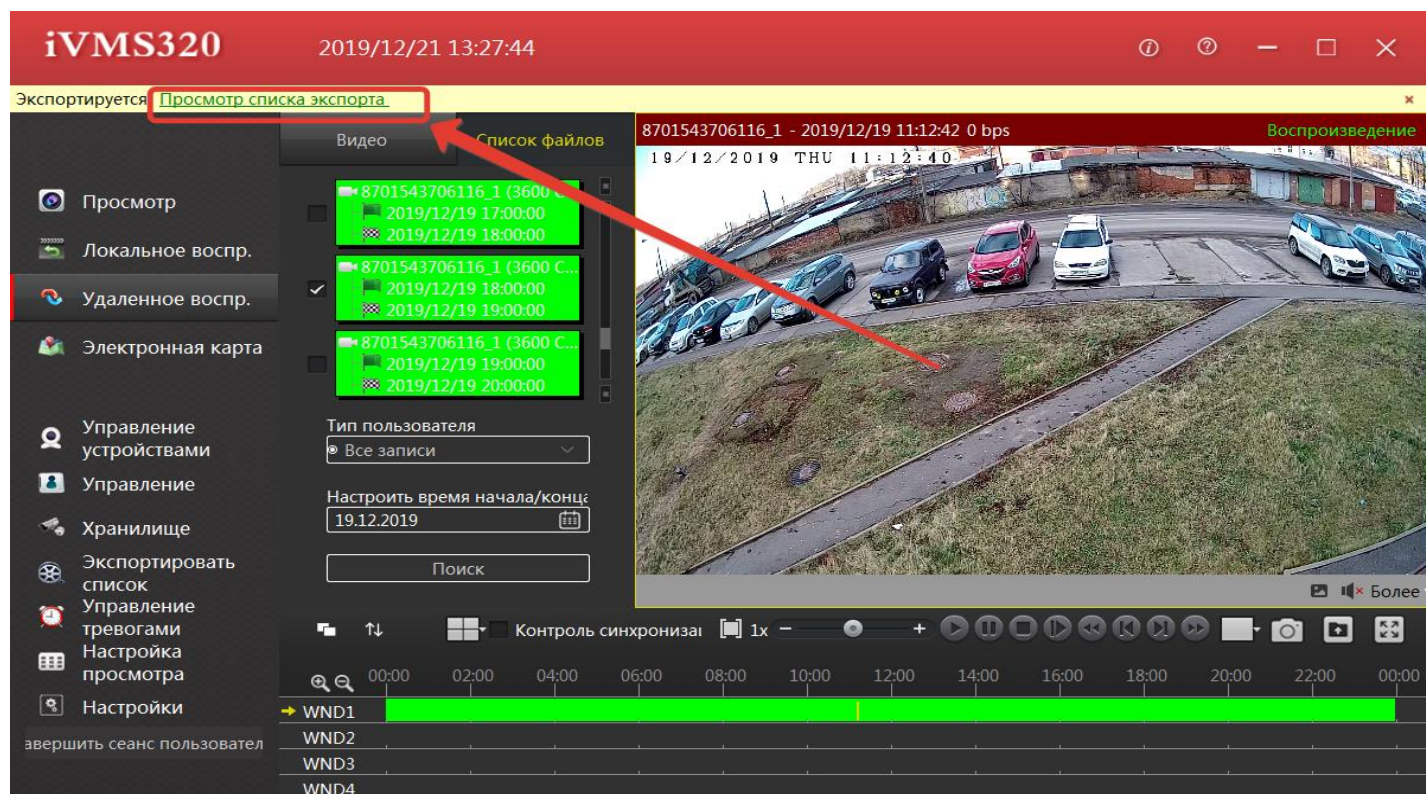 iVMS320
2019/12/21 13:27:44
Экспортируется Просмотр списка экспорта
Видео
Список файлов
8701543706116_1 - 2019/12/19 11:12:42 0 bps
Воспроизведение
19/12/2019 THU 11:12:40
Просмотр
Локальное воспр.
Удаленное воспр.
Электронная карта
Управление
устройствами
Управление
Хранилище
Экспортировать
список
Управление
тревогами
Настройка
просмотра
Настройки
авершить сеанс пользовател
8701543706116_1 (3600 С...
2019/12/19 17:00:00
2019/12/19 18:00:00
8701543706116_1 (3600 С...
2019/12/19 18:00:00
2019/12/19 19:00:00
8701543706116_1 (3600 С...
2019/12/19 19:00:00
2019/12/19 20:00:00
Тип пользователя
Все записи
Настроить время начала/конца
19.12.2019
Поиск
Более
Контроль синхронизаі
1x
00:00 02:00 04:00 06:00 08:00 10:00 12:00 14:00 16:00 18:00 20:00 22:00 00:00
WND1
WND2
WND3
WND4